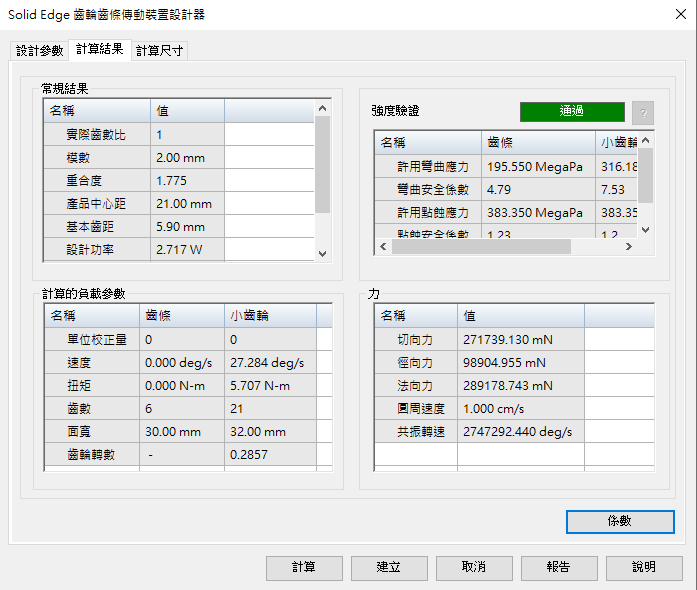 Solid Edge 齒輪齒條傳動裝置設計器
設計參數 計算結果 計算尺寸
常規結果
名稱 值
實際齒數比 1
模數 2.00 mm
重合度 1.775
產品中心距 21.00 mm
基本齒距 5.90 mm
設計功率 2.717 W
強度驗證 通過 ?
名稱 齒條 小齒輪
許用彎曲應力 195.550 MegaPa 316.18
彎曲安全係數 4.79 7.53
許用點蝕應力 383.350 MegaPa 383.35
點蝕安全係數 1.23 1.2
計算的負載參數
名稱 齒條 小齒輪
單位校正量 0 0
速度 0.000 deg/s 27.284 deg/s
扭矩 0.000 N-m 5.707 N-m
齒數 6 21
面寬 30.00 mm 32.00 mm
齒輪轉數 - 0.2857
力
名稱 值
切向力 271739.130 mN
徑向力 98904.955 mN
法向力 289178.743 mN
圓周速度 1.000 cm/s
共振轉速 2747292.440 deg/s
係數
計算 建立 取消 報告 說明